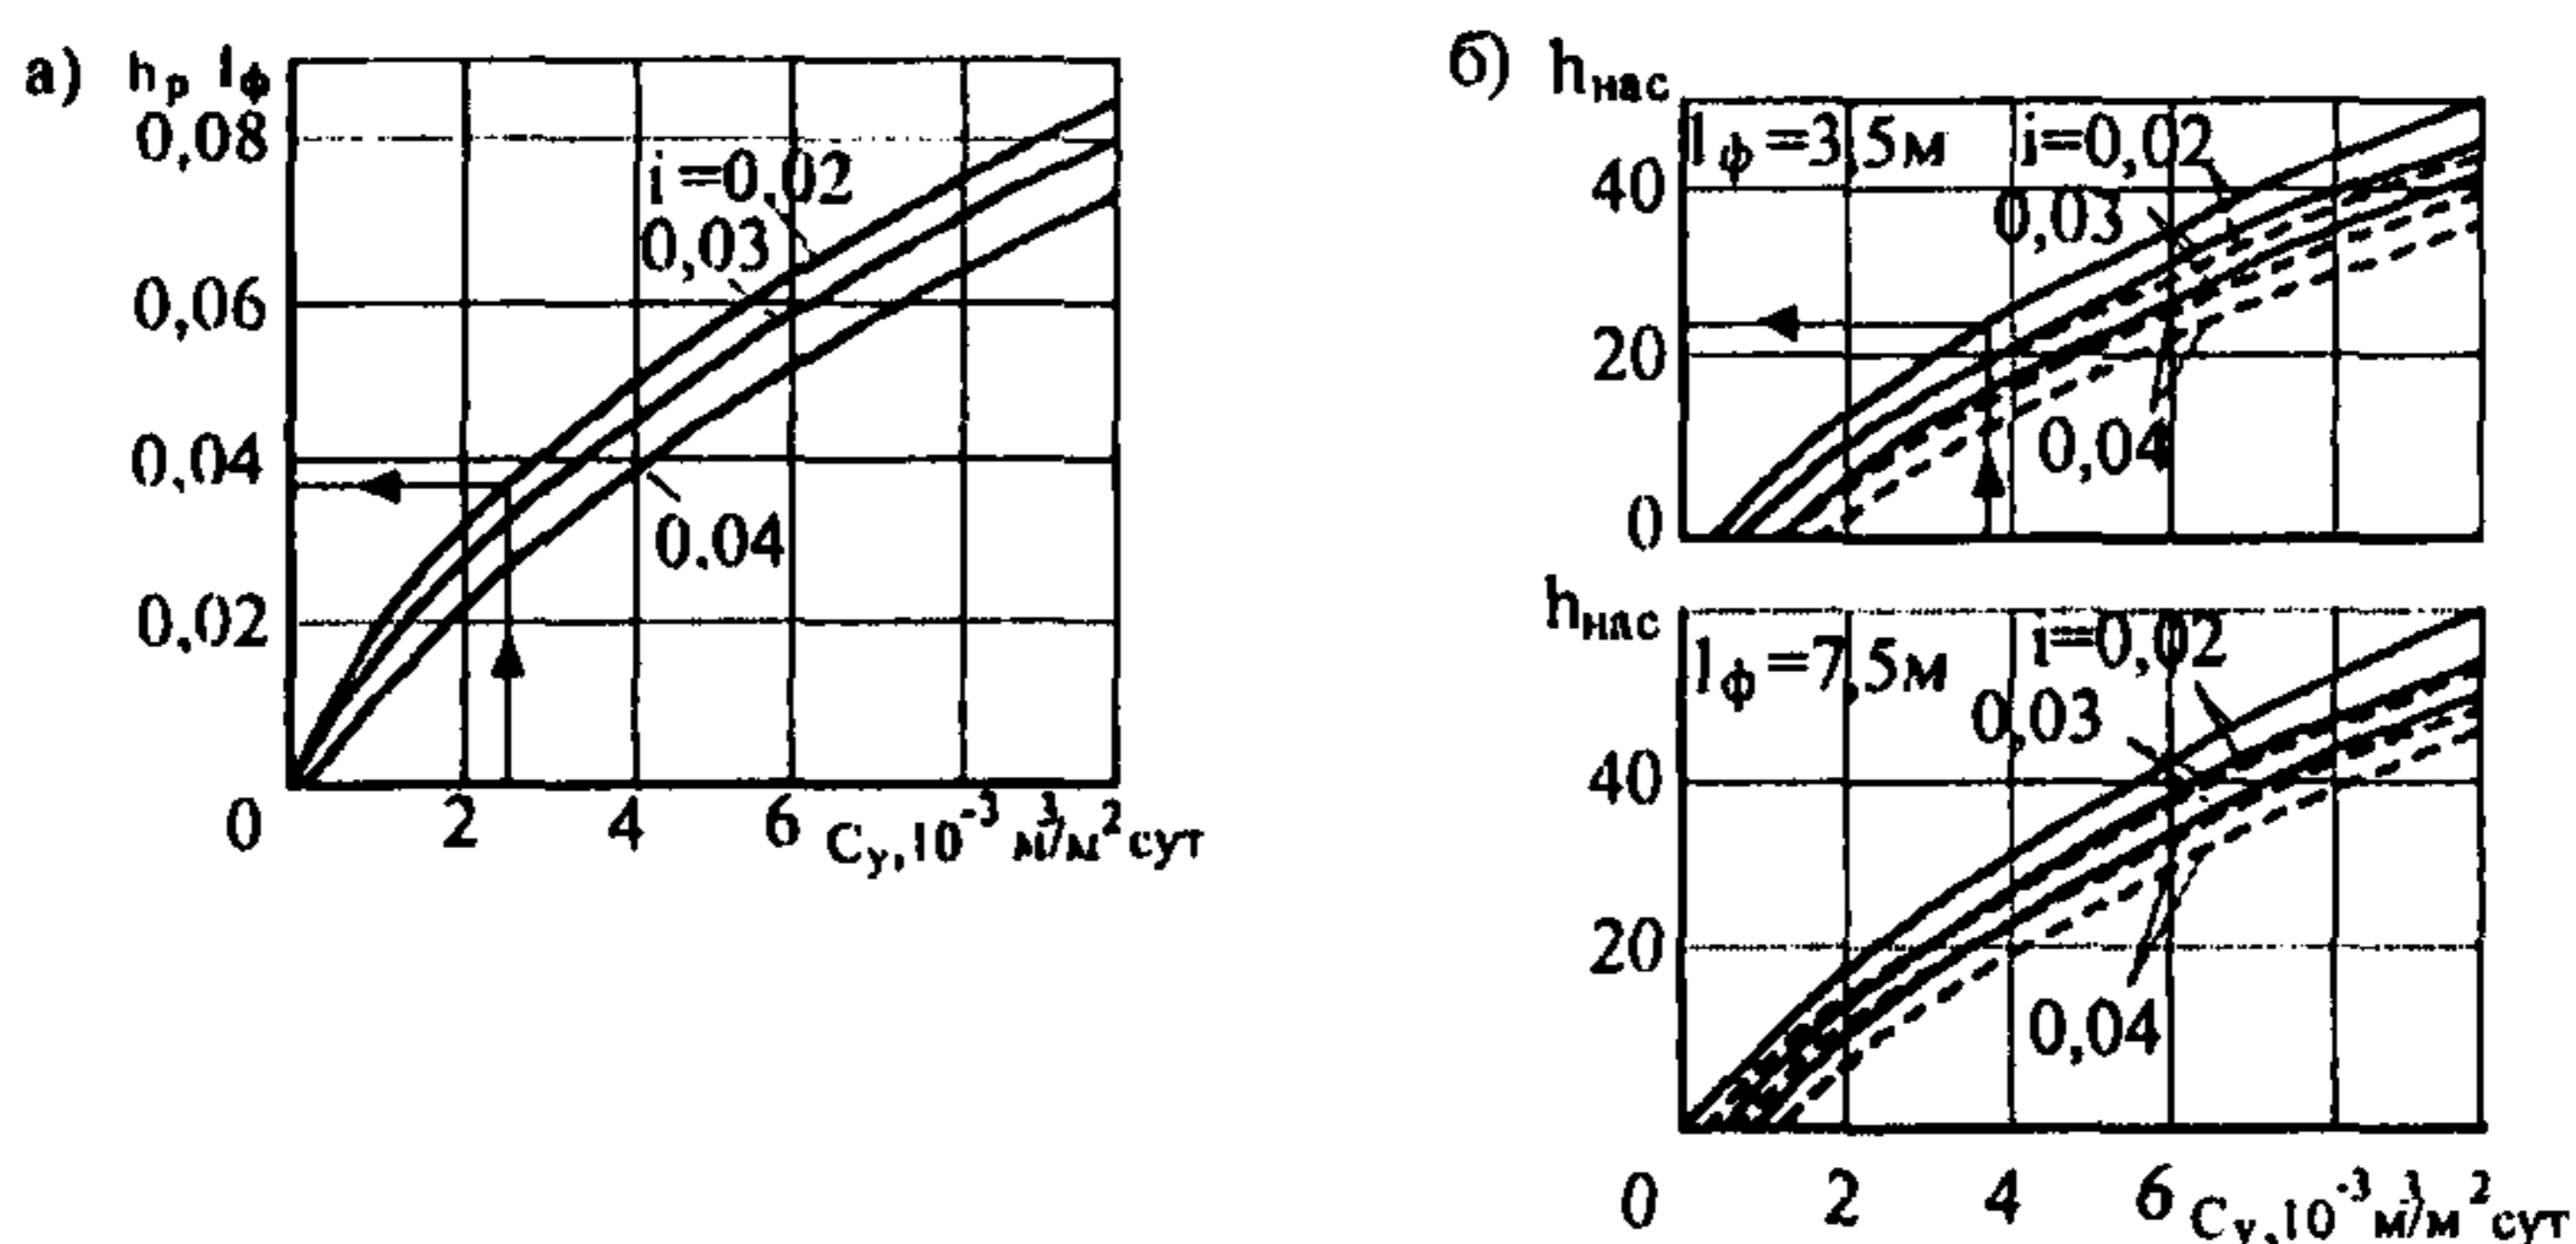 а) hр lф
0,08
i=0,02
0,03
0,06
0,04
0.04
0,02
0 2 4 6 Cу,10⁻³ м³/м²сут
б) hнас
lф=3,5м i=0,02
40
0,03
20
0,04
0
hнас
lф=7,5м i=0,02
0,03
40
20
0,04
0 2 4 6 Cу,10⁻³м³/м²сут